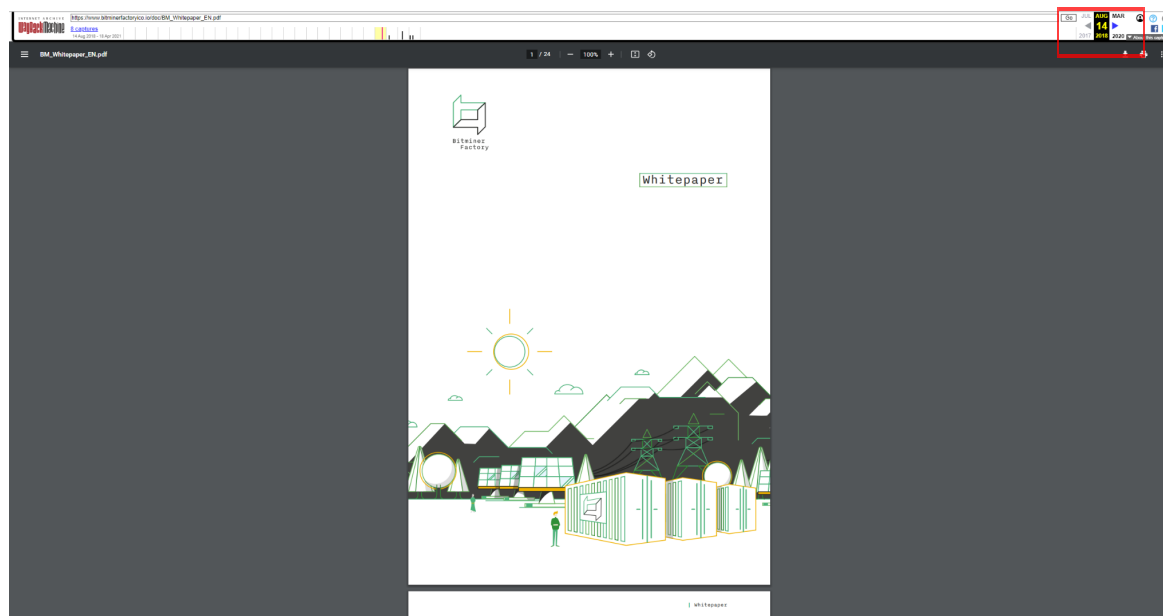 INTERNET ARCHIVE
WayBackMachine
https://www.bitminerfactoryico.io/doc/BM_Whitepaper_EN.pdf
Go
JUL AUG MAR
8 captures
14
14 Aug 2018 - 18 Apr 2021
2017 2018 2020
BM_Whitepaper_EN.pdf
1 / 24
100%
Bitminer
Factory
Whitepaper
| Whitepaper